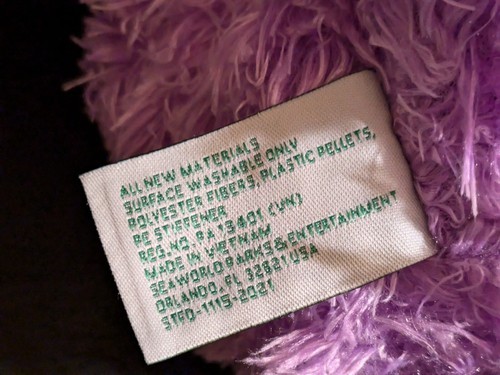 ALL NEW MATERIALS
SURFACE WASHABLE ONLY
POLYESTER FIBERS, PLASTIC PELLETS,
PE STIFFENER
REG. NO. PA 13401 (VN)
MADE IN VIETNAM
SEAWORLD PARKS & ENTERTAINMENT
ORLANDO, FL 32821 USA
STFD-1115-2021